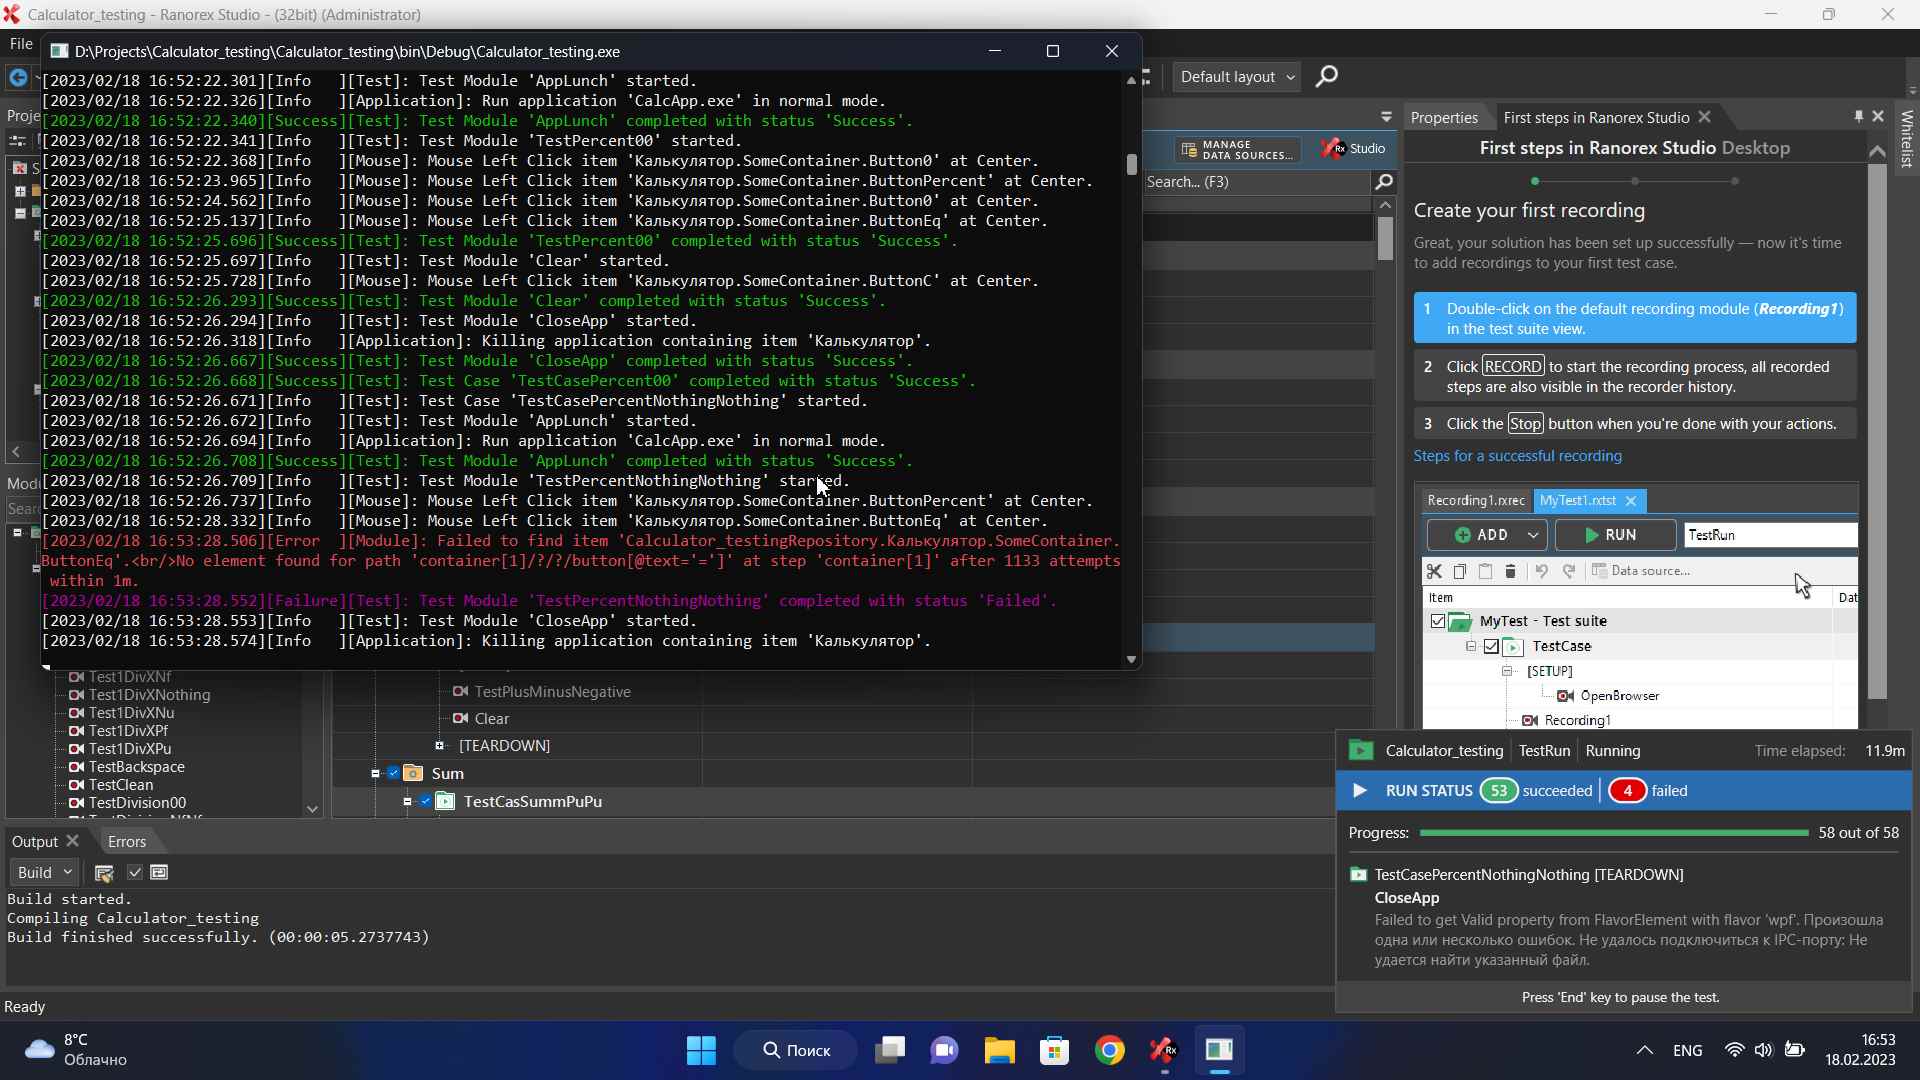 Calculator_testing - Ranorex Studio - (32bit) (Administrator)
File
D:\Projects\Calculator_testing\Calculator_testing\bin\Debug\Calculator_testing.exe
[2023/02/18 16:52:22.301][Info   ][Test]: Test Module 'AppLunch' started.
[2023/02/18 16:52:22.326][Info   ][Application]: Run application 'CalcApp.exe' in normal mode.
[2023/02/18 16:52:22.340][Success][Test]: Test Module 'AppLunch' completed with status 'Success'.
[2023/02/18 16:52:22.341][Info   ][Test]: Test Module 'TestPercent00' started.
[2023/02/18 16:52:22.368][Info   ][Mouse]: Mouse Left Click item 'Калькулятор.SomeContainer.Button0' at Center.
[2023/02/18 16:52:23.965][Info   ][Mouse]: Mouse Left Click item 'Калькулятор.SomeContainer.ButtonPercent' at Center.
[2023/02/18 16:52:24.562][Info   ][Mouse]: Mouse Left Click item 'Калькулятор.SomeContainer.Button0' at Center.
[2023/02/18 16:52:25.137][Info   ][Mouse]: Mouse Left Click item 'Калькулятор.SomeContainer.ButtonEq' at Center.
[2023/02/18 16:52:25.696][Success][Test]: Test Module 'TestPercent00' completed with status 'Success'.
[2023/02/18 16:52:25.697][Info   ][Test]: Test Module 'Clear' started.
[2023/02/18 16:52:25.728][Info   ][Mouse]: Mouse Left Click item 'Калькулятор.SomeContainer.ButtonC' at Center.
[2023/02/18 16:52:26.293][Success][Test]: Test Module 'Clear' completed with status 'Success'.
[2023/02/18 16:52:26.294][Info   ][Test]: Test Module 'CloseApp' started.
[2023/02/18 16:52:26.318][Info   ][Application]: Killing application containing item 'Калькулятор'.
[2023/02/18 16:52:26.667][Success][Test]: Test Module 'CloseApp' completed with status 'Success'.
[2023/02/18 16:52:26.668][Success][Test]: Test Case 'TestCasePercent00' completed with status 'Success'.
[2023/02/18 16:52:26.671][Info   ][Test]: Test Case 'TestCasePercentNothingNothing' started.
[2023/02/18 16:52:26.672][Info   ][Test]: Test Module 'AppLunch' started.
[2023/02/18 16:52:26.694][Info   ][Application]: Run application 'CalcApp.exe' in normal mode.
[2023/02/18 16:52:26.708][Success][Test]: Test Module 'AppLunch' completed with status 'Success'.
[2023/02/18 16:52:26.709][Info   ][Test]: Test Module 'TestPercentNothingNothing' started.
[2023/02/18 16:52:26.737][Info   ][Mouse]: Mouse Left Click item 'Калькулятор.SomeContainer.ButtonPercent' at Center.
[2023/02/18 16:52:28.332][Info   ][Mouse]: Mouse Left Click item 'Калькулятор.SomeContainer.ButtonEq' at Center.
[2023/02/18 16:53:28.506][Error  ][Module]: Failed to find item 'Calculator_testingRepository.Калькулятор.SomeContainer.
ButtonEq'.<br/>No element found for path 'container[1]/?/?/button[@text='=']' at step 'container[1]' after 1133 attempts
within 1m.
[2023/02/18 16:53:28.552][Failure][Test]: Test Module 'TestPercentNothingNothing' completed with status 'Failed'.
[2023/02/18 16:53:28.553][Info   ][Test]: Test Module 'CloseApp' started.
[2023/02/18 16:53:28.574][Info   ][Application]: Killing application containing item 'Калькулятор'.
Default layout
Proje
Modu
Sear
MANAGE
DATA SOURCES...
Rx Studio
Search... (F3)
Properties
First steps in Ranorex Studio
Whitelist
First steps in Ranorex Studio Desktop
Create your first recording
Great, your solution has been set up successfully — now it's time
to add recordings to your first test case.
1 Double-click on the default recording module (Recording1)
in the test suite view.
2 Click RECORD to start the recording process, all recorded
steps are also visible in the recorder history.
3 Click the Stop button when you're done with your actions.
Steps for a successful recording
Recording1.rxrec
MyTest1.rxtst
ADD
RUN
TestRun
Data source...
Item
Dat
MyTest - Test suite
TestCase
[SETUP]
OpenBrowser
Recording1
Test1DivXNf
Test1DivXNothing
Test1DivXNu
Test1DivXPf
Test1DivXPu
TestBackspace
TestClean
TestDivision00
TestPlusMinusNegative
Clear
[TEARDOWN]
Sum
TestCasSummPuPu
Calculator_testing
TestRun
Running
Time elapsed: 11.9m
RUN STATUS 53 succeeded 4 failed
Progress: 58 out of 58
TestCasePercentNothingNothing [TEARDOWN]
CloseApp
Failed to get Valid property from FlavorElement with flavor 'wpf'. Произошла
одна или несколько ошибок. Не удалось подключиться к IPC-порту: Не
удается найти указанный файл.
Press 'End' key to pause the test.
Output
Errors
Build
Build started.
Compiling Calculator_testing
Build finished successfully. (00:00:05.2737743)
Ready
8°C
Облачно
Поиск
ENG
16:53
18.02.2023